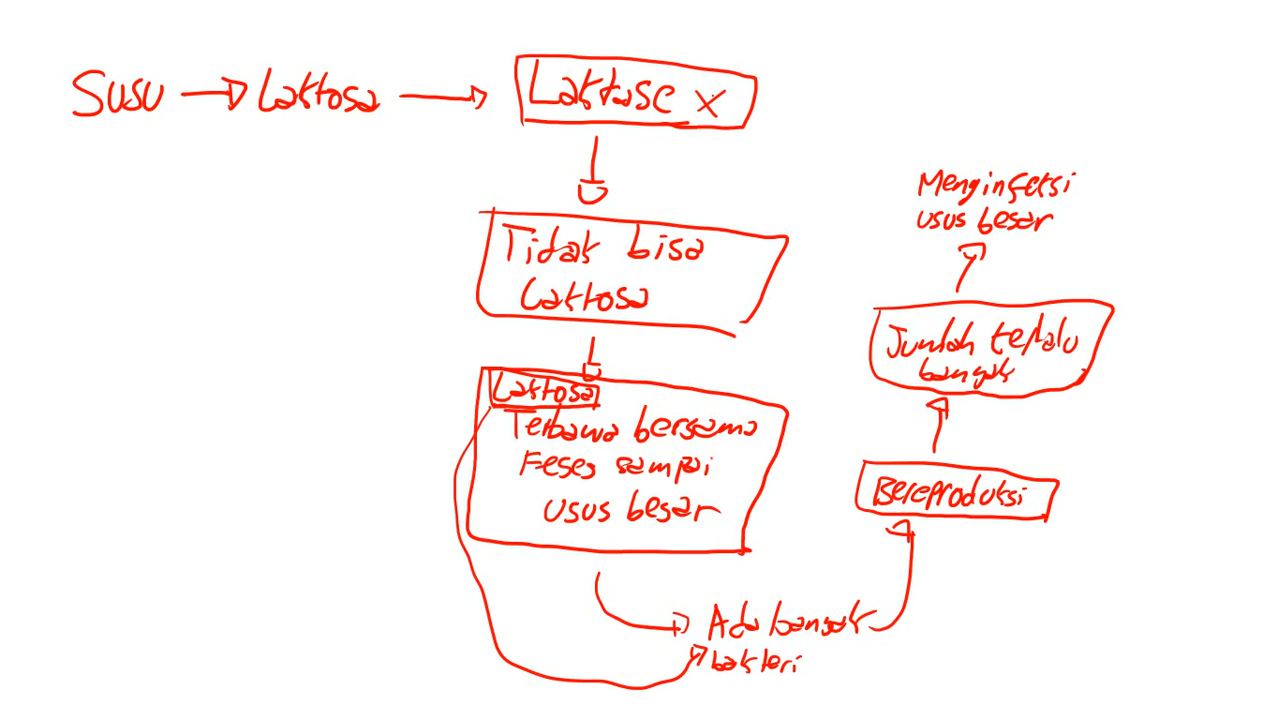 Susu → Laktosa → Laktase x
Tidak bisa
Laktosa
Laktosa
Terbawa bersama
Feses sampai
usus besar
Ada banyak
bakteri
Bereproduksi
Jumlah terlalu
banyak
Menginfeksi
usus besar